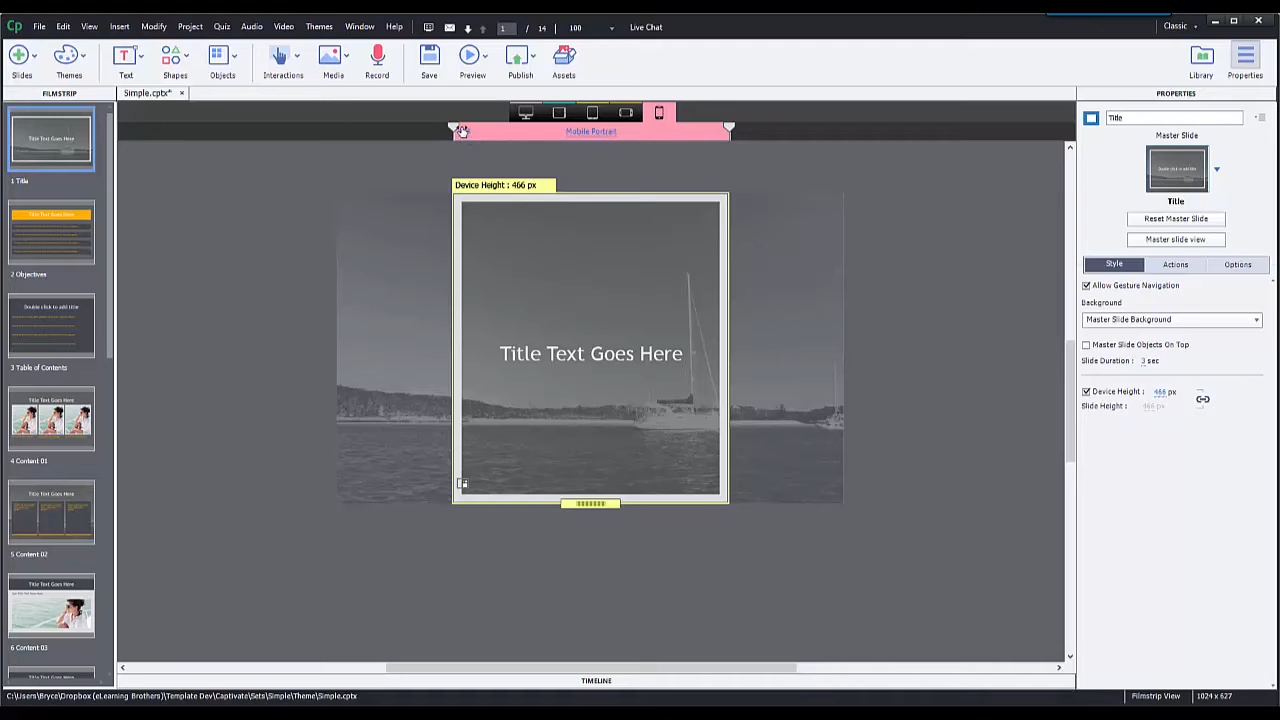 Cp File Edit View Insert Modify Project Quiz Audio Video Themes Window Help 1 / 14 100 Live Chat Classic
Slides Themes Text Shapes Objects Interactions Media Record Save Preview Publish Assets Library Properties
FILMSTRIP
Simple.cptx*
PROPERTIES
Mobile Portrait
Device Height : 466 px
Title Text Goes Here
Title Text Goes Here
1 Title
Title Text Goes Here
2 Objectives
Double click to add title
3 Table of Contents
Title Text Goes Here
4 Content 01
Title Text Goes Here
5 Content 02
Title Text Goes Here
6 Content 03
Title
Master Slide
Title
Reset Master Slide
Master slide view
Style Actions Options
Allow Gesture Navigation
Background
Master Slide Background
Master Slide Objects On Top
Slide Duration : 3 sec
Device Height : 466 px
Slide Height : 466 px
TIMELINE
C:\Users\Bryce\Dropbox (eLearning Brothers)\Template Dev\Captivate\Sets\Simple\Theme\Simple.cptx
Filmstrip View 1024 x 627